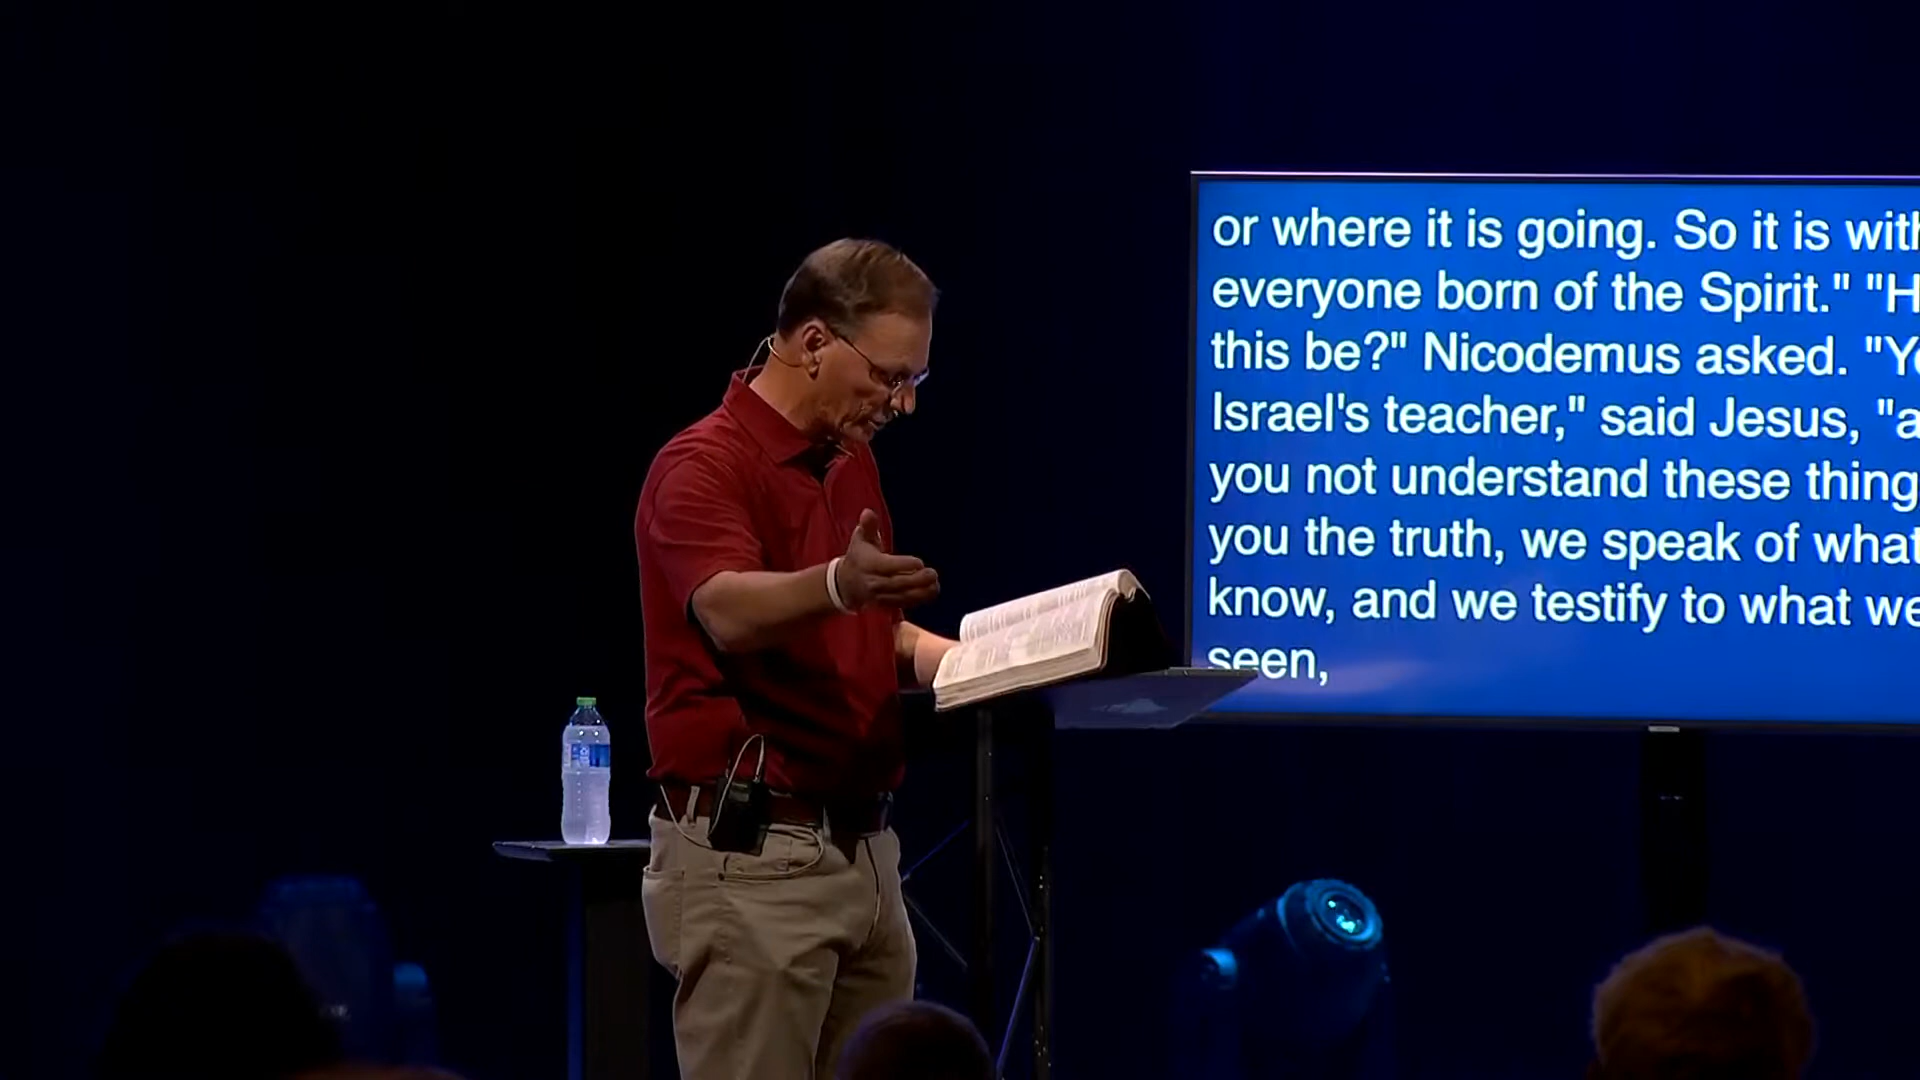 or where it is going. So it is with
everyone born of the Spirit." "H
this be?" Nicodemus asked. "Yo
Israel's teacher," said Jesus, "a
you not understand these thing
you the truth, we speak of what
know, and we testify to what we
seen,